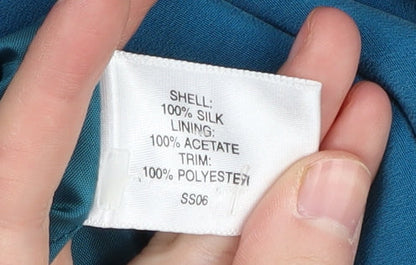 SHELL:
100% SILK
LINING:
100% ACETATE
TRIM:
100% POLYESTER
SS06